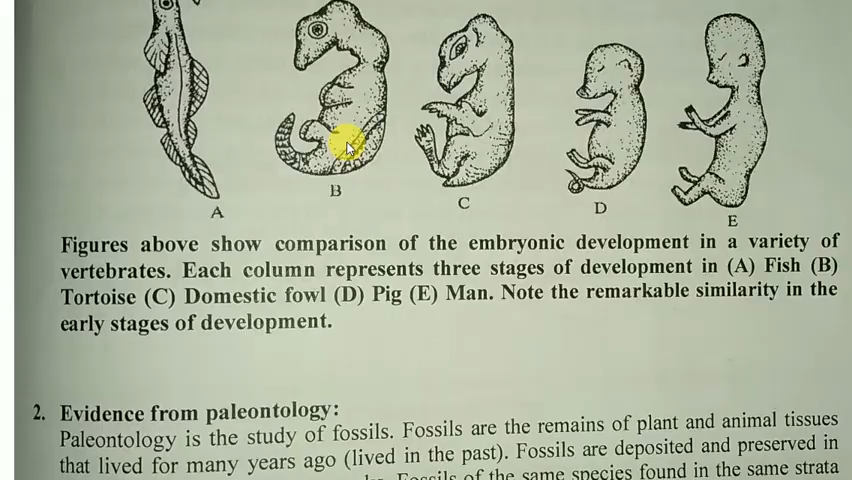 A B C D E
Figures above show comparison of the embryonic development in a variety of
vertebrates. Each column represents three stages of development in (A) Fish (B)
Tortoise (C) Domestic fowl (D) Pig (E) Man. Note the remarkable similarity in the
early stages of development.
2. Evidence from paleontology:
Paleontology is the study of fossils. Fossils are the remains of plant and animal tissues
that lived for many years ago (lived in the past). Fossils are deposited and preserved in
Fossils of the same species found in the same strata